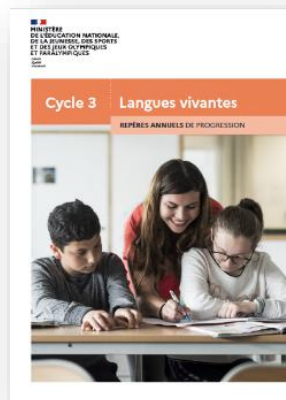 MINISTÈRE
DE L'ÉDUCATION NATIONALE,
DE LA JEUNESSE, DES SPORTS
ET DES JEUX OLYMPIQUES
ET PARALYMPIQUES
Cycle 3
Langues vivantes
REPÈRES ANNUELS DE PROGRESSION